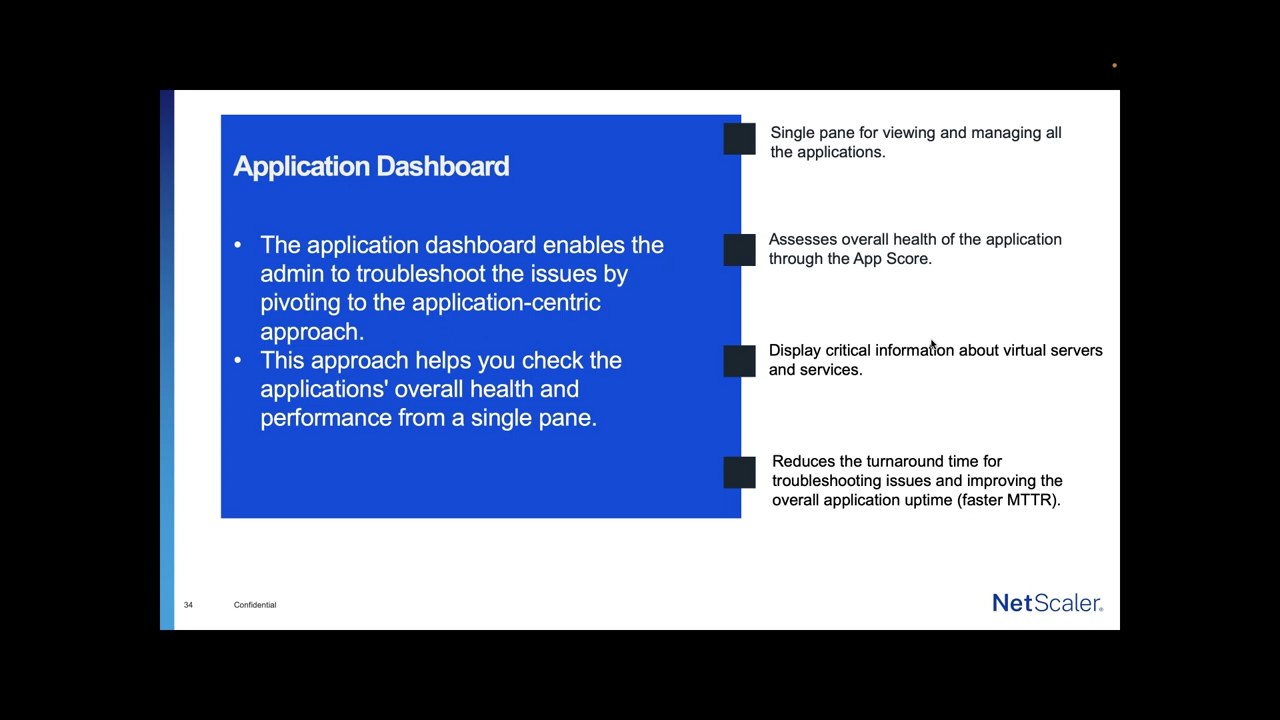 Application Dashboard
• The application dashboard enables the
admin to troubleshoot the issues by
pivoting to the application-centric
approach.
• This approach helps you check the
applications' overall health and
performance from a single pane.
Single pane for viewing and managing all
the applications.
Assesses overall health of the application
through the App Score.
Display critical information about virtual servers
and services.
Reduces the turnaround time for
troubleshooting issues and improving the
overall application uptime (faster MTTR).
34 Confidential
NetScaler®